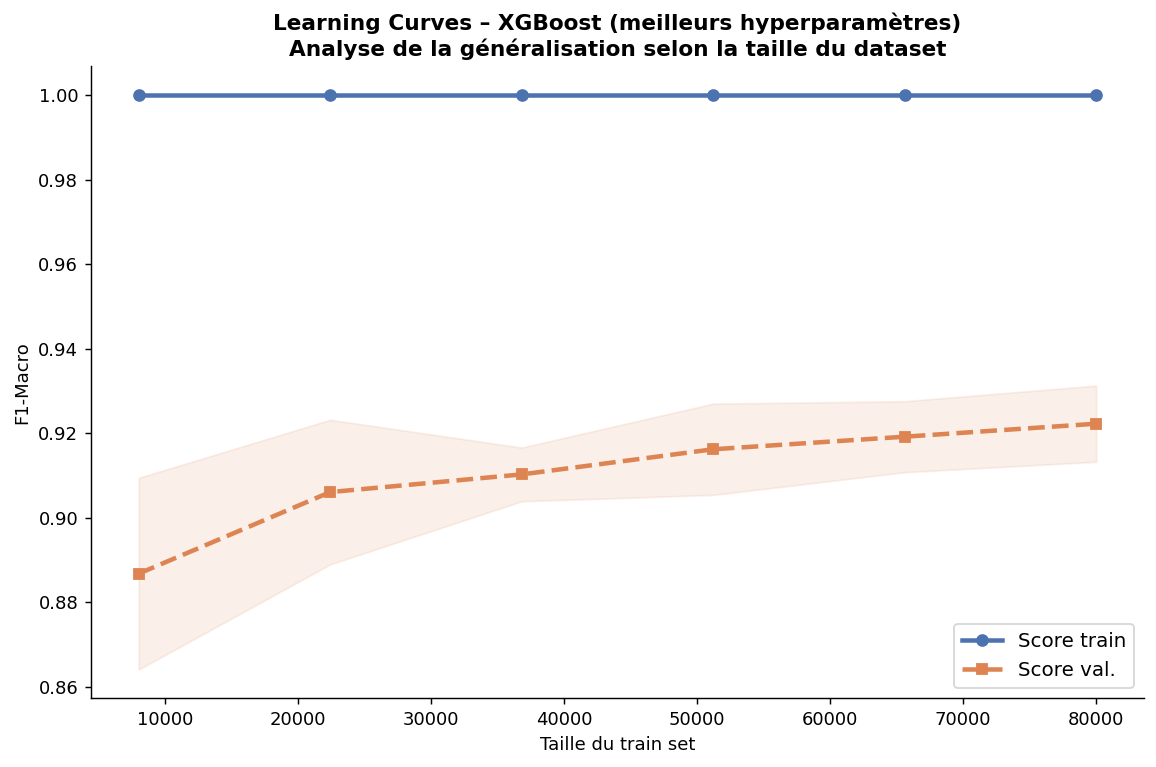 Learning Curves – XGBoost (meilleurs hyperparamètres)
Analyse de la généralisation selon la taille du dataset
F1-Macro
1.00
0.98
0.96
0.94
0.92
0.90
0.88
0.86
Score train
Score val.
10000 20000 30000 40000 50000 60000 70000 80000
Taille du train set